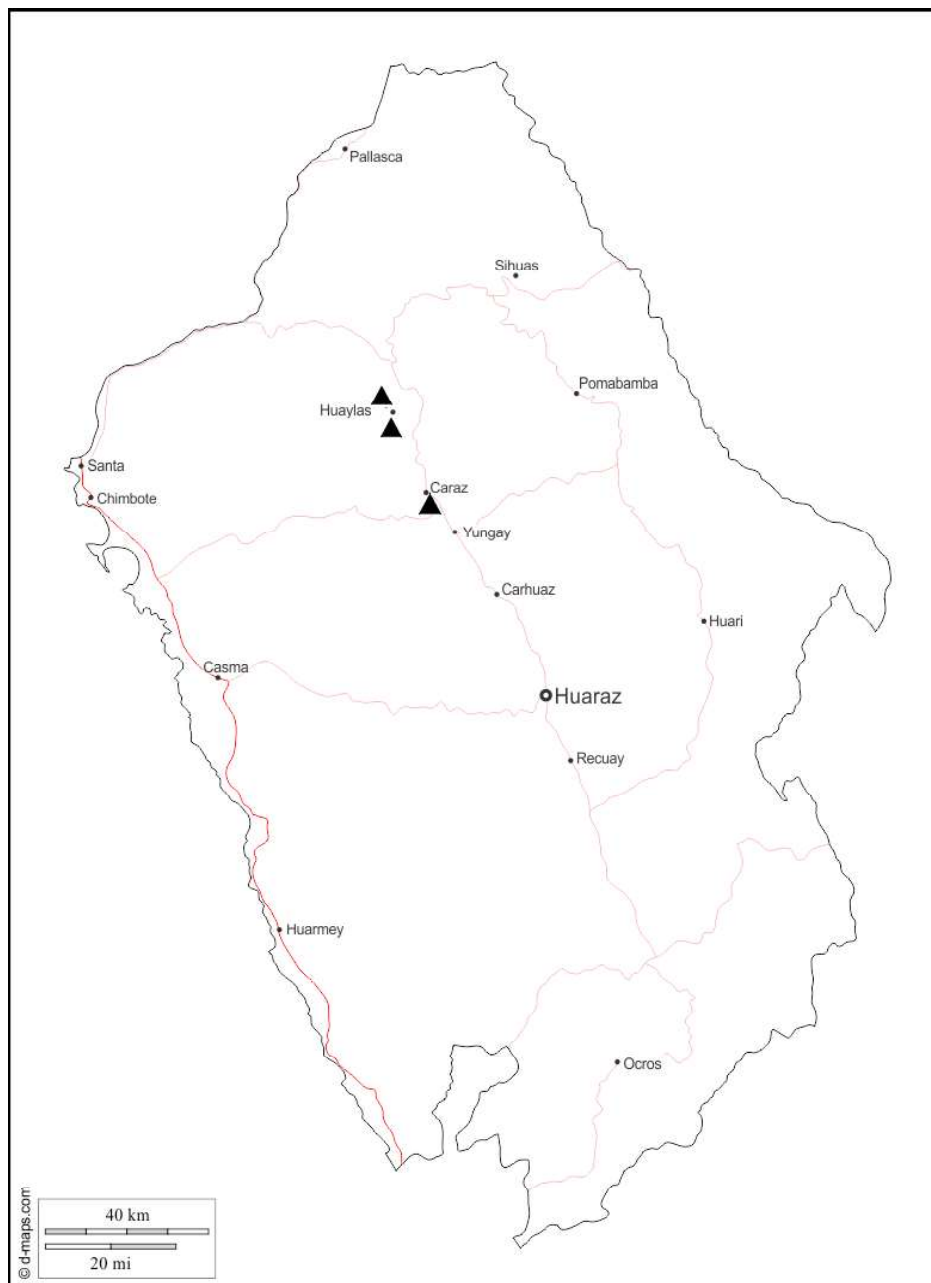 Pallasca
Sihuas
Pomabamba
Huaylas
Santa
Caraz
Chimbote
Yungay
Carhuaz
Huari
Casma
Huaraz
Recuay
Huarmey
Ocros
© d-maps.com
40 km
20 mi